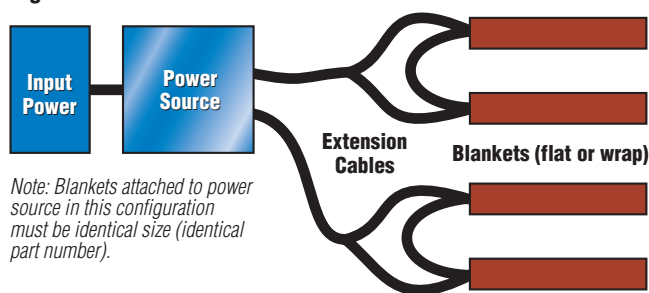 Input
Power
Power
Source
Extension
Cables
Blankets (flat or wrap)
Note: Blankets attached to power
source in this configuration
must be identical size (identical
part number).